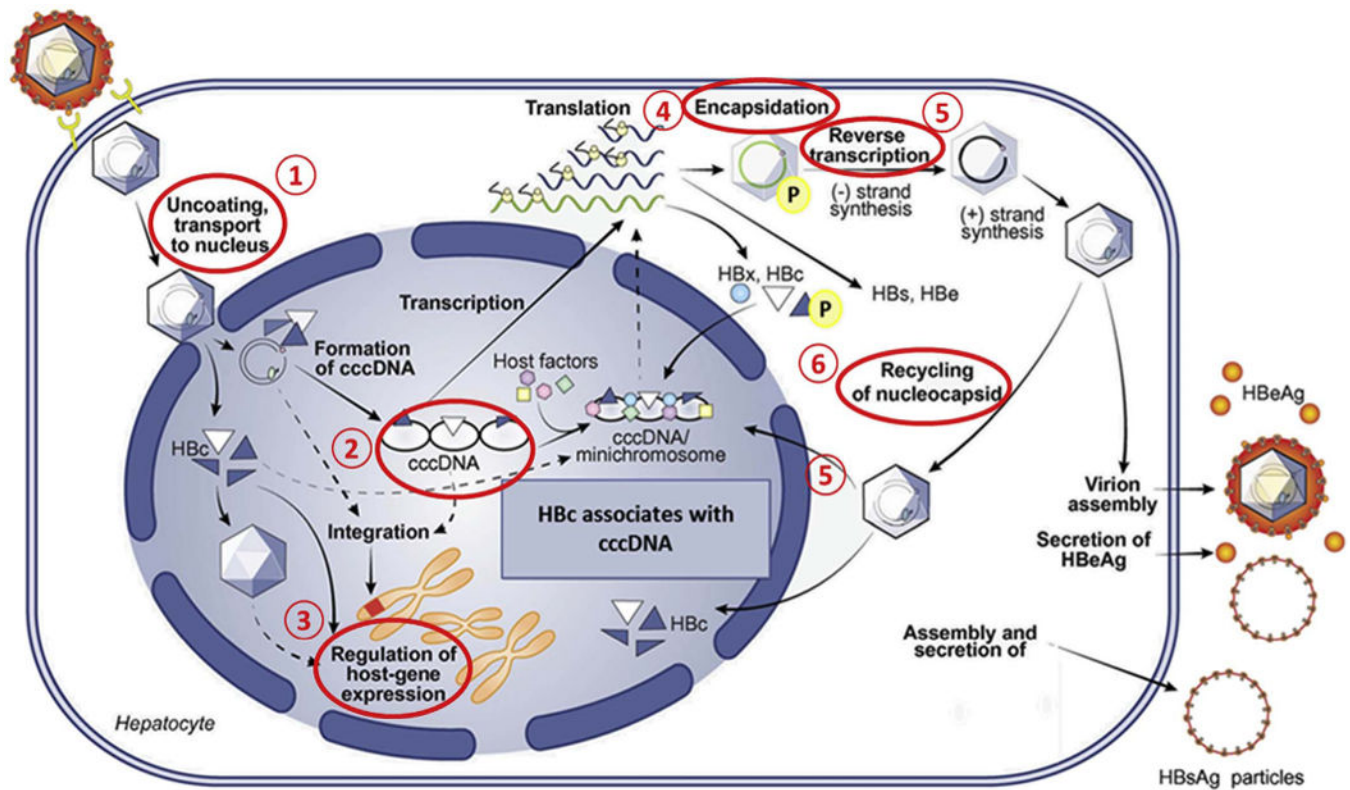 Translation
4
Encapsidation
5
Reverse
transcription
P
(-) strand
synthesis
(+) strand
synthesis
1
Uncoating,
transport
to nucleus
HBx, HBc
P
HBs, HBe
Transcription
Formation
of cccDNA
Host factors
6
Recycling
of nucleocapsid
HBeAg
2
cccDNA
cccDNA/
minichromosome
HBc
5
Virion
assembly
Integration
HBc associates with
cccDNA
Secretion of
HBeAg
3
Regulation of
host-gene
expression
HBc
Assembly and
secretion of
Hepatocyte
HBsAg particles